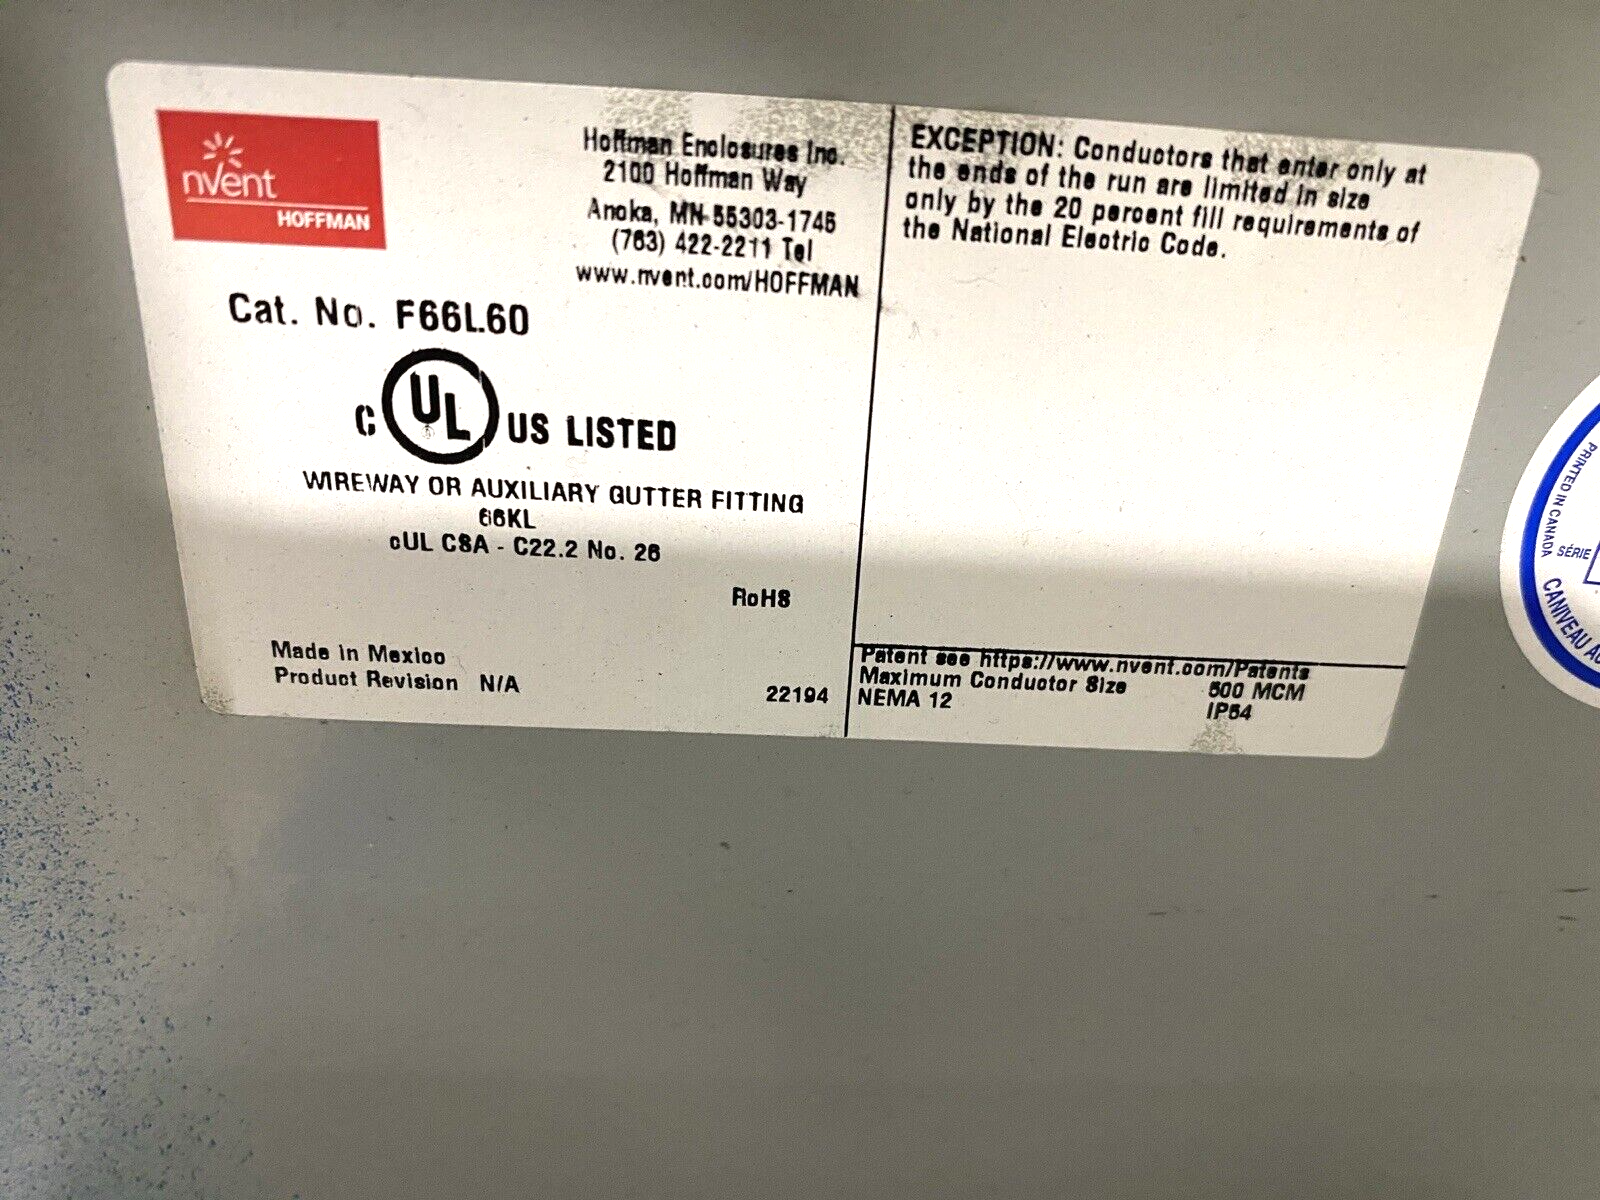 nVent
HOFFMAN
Hoffman Enclosures Inc.
2100 Hoffman Way
Anoka, MN 55303-1745
(763) 422-2211 Tel
www.nvent.com/HOFFMAN
Cat. No. F66L60
C UL US LISTED
WIREWAY OR AUXILIARY GUTTER FITTING
66KL
cUL CSA - C22.2 No. 26
RoHS
Made in Mexico
Product Revision N/A
22194
EXCEPTION: Conductors that enter only at
the ends of the run are limited in size
only by the 20 percent fill requirements of
the National Electric Code.
Patent see https://www.nvent.com/Patents
Maximum Conductor Size 500 MCM
NEMA 12 IP54
PRINTED IN CANADA
SÉRIE
CANIVEAU